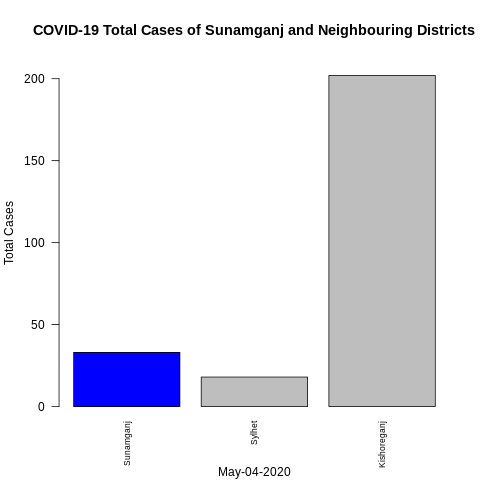 COVID-19 Total Cases of Sunamganj and Neighbouring Districts
Total Cases
200
150
100
50
0
Sunamganj
Sylhet
Kishoreganj
May-04-2020